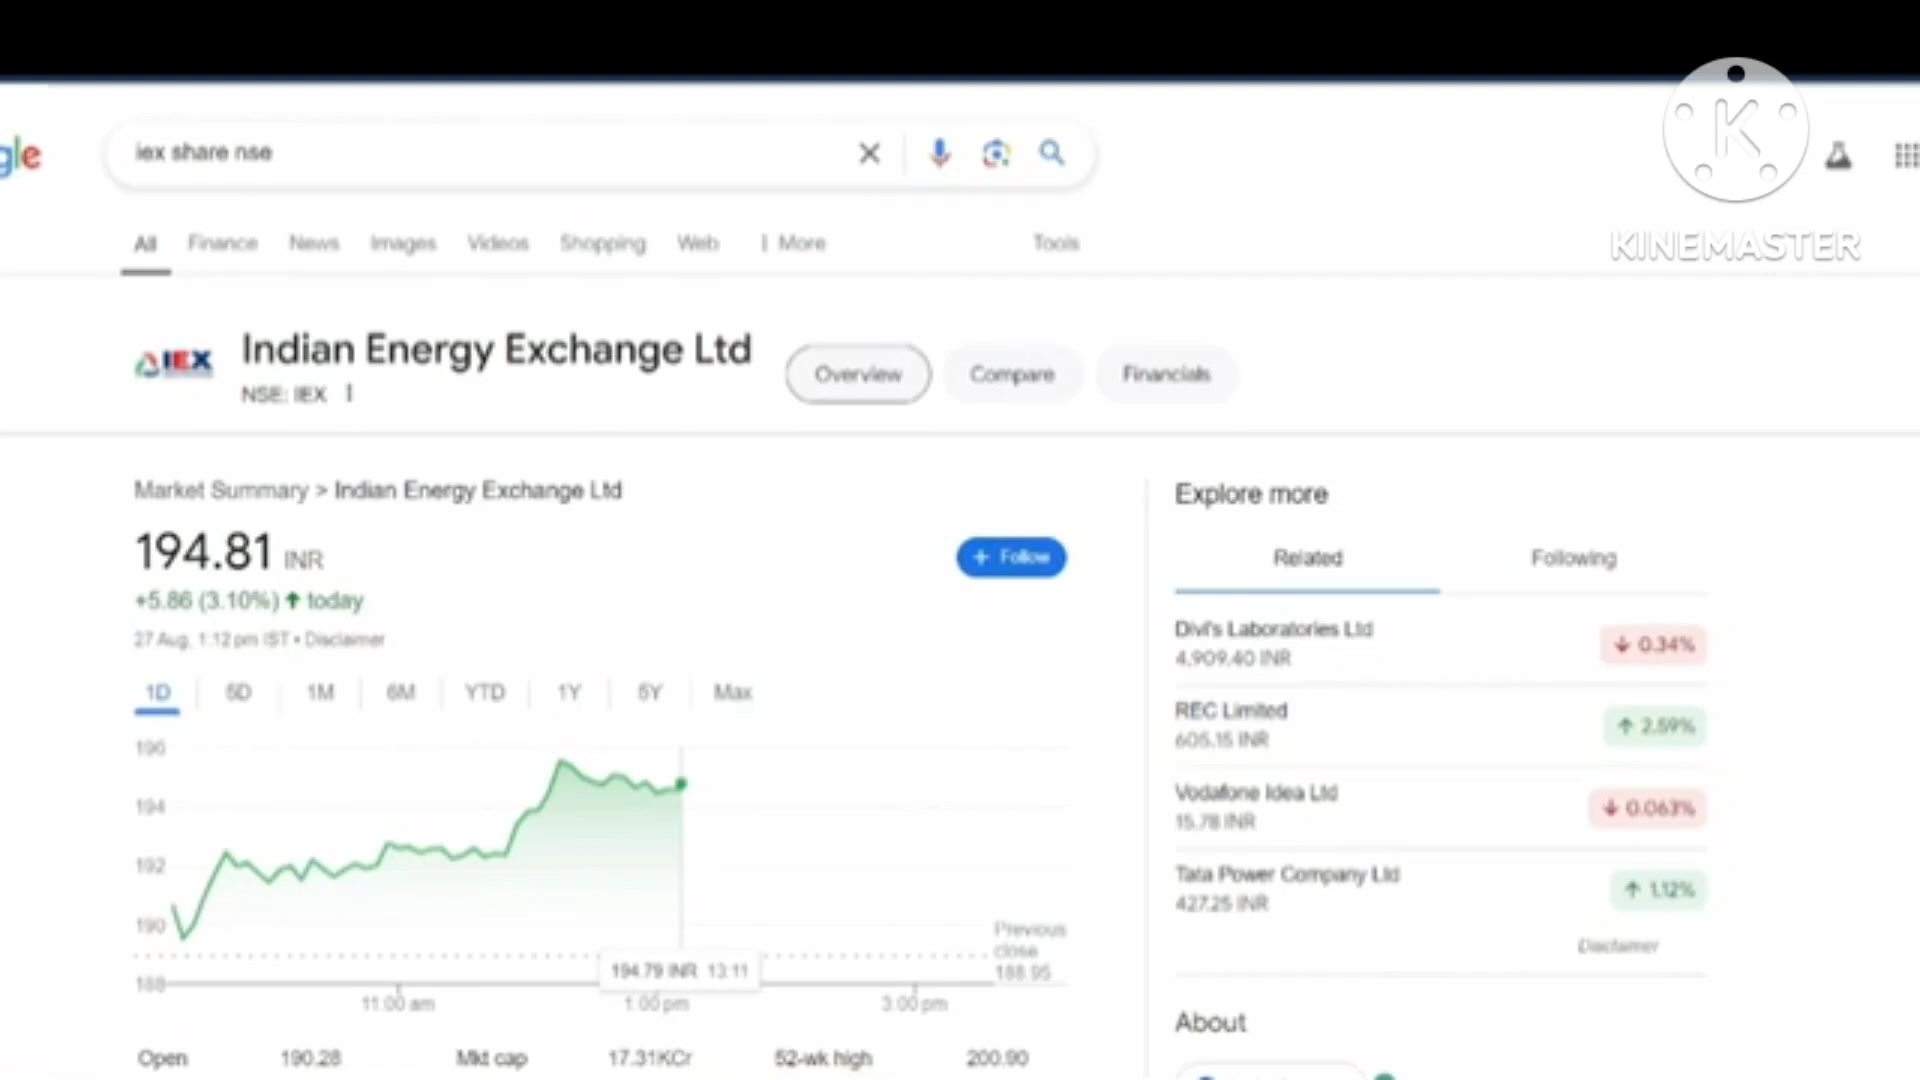 gle
iex share nse
K
KINEMASTER
All Finance News Images Videos Shopping Web More Tools
IEX
Indian Energy Exchange Ltd
NSE: IEX
Overview Compare Financials
Market Summary > Indian Energy Exchange Ltd
194.81 INR
+ Follow
+5.86 (3.10%) ↑ today
27 Aug, 1:12 pm IST • Disclaimer
1D 5D 1M 6M YTD 1Y 5Y Max
196
194
192
190
188
Previous
close
188.95
194.79 INR 13:11
11:00 am 1:00 pm 3:00 pm
Open 190.28 Mkt cap 17.31KCr 52-wk high 200.90
Explore more
Related Following
Divi's Laboratories Ltd
4,909.40 INR
↓ 0.34%
REC Limited
605.15 INR
↑ 2.59%
Vodafone Idea Ltd
15.78 INR
↓ 0.063%
Tata Power Company Ltd
427.25 INR
↑ 1.12%
Disclaimer
About